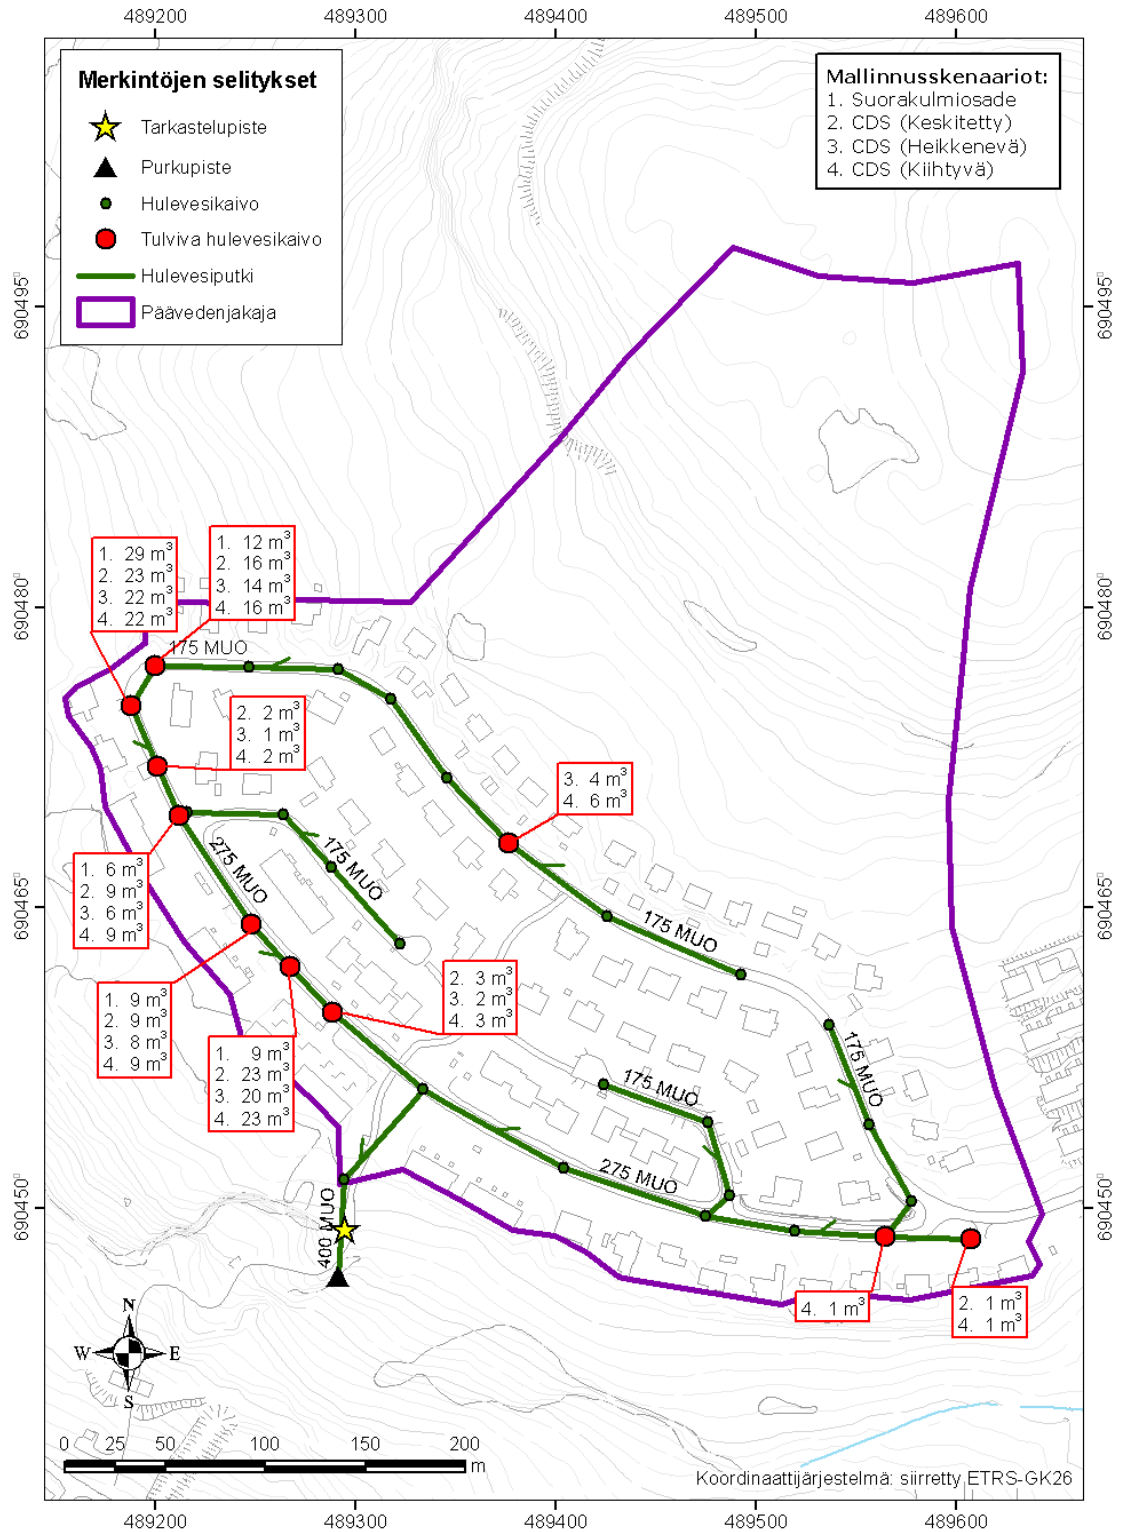 489200 489300 489400 489500 489600
Merkintöjen selitykset
Tarkastelupiste
Purkupiste
Hulevesikaivo
Tulviva hulevesikaivo
Hulevesiputki
Päävedenjakaja
Mallinnusskenaariot:
1. Suorakulmiosade
2. CDS (Keskitetty)
3. CDS (Heikkenevä)
4. CDS (Kiihtyvä)
690495
690495
690480
690480
1. 29 m³
2. 23 m³
3. 22 m³
4. 22 m³
1. 12 m³
2. 16 m³
3. 14 m³
4. 16 m³
175 MUO
2. 2 m³
3. 1 m³
4. 2 m³
3. 4 m³
4. 6 m³
1. 6 m³
2. 9 m³
3. 6 m³
4. 9 m³
275 MUO
175 MUO
175 MUO
690465
690465
1. 9 m³
2. 9 m³
3. 8 m³
4. 9 m³
2. 3 m³
3. 2 m³
4. 3 m³
1. 9 m³
2. 23 m³
3. 20 m³
4. 23 m³
175 MUO
175 MUO
275 MUO
400 MUO
690450
690450
4. 1 m³
2. 1 m³
4. 1 m³
N
W E
S
0 25 50 100 150 200
m
Koordinaattijärjestelmä: siirretty ETRS-GK26
489200 489300 489400 489500 489600